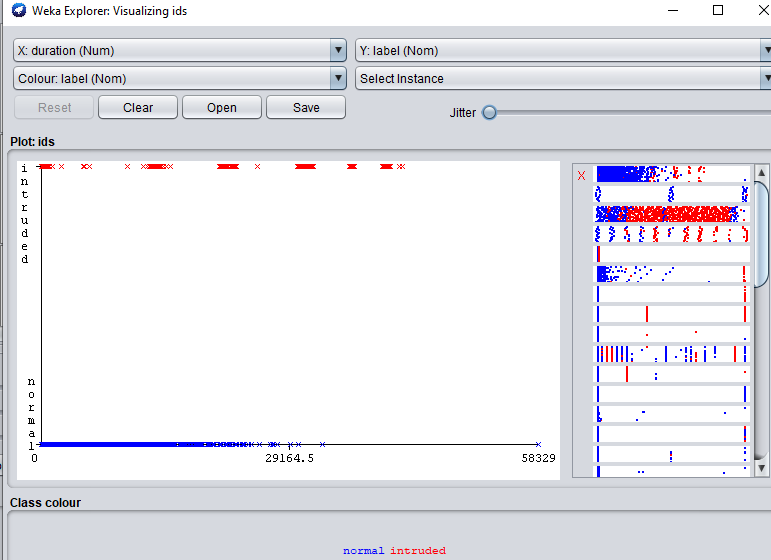 Weka Explorer: Visualizing ids
X: duration (Num) Y: label (Nom)
Colour: label (Nom) Select Instance
Reset Clear Open Save Jitter
Plot: ids
intruded
normal
0 29164.5 58329
X
Class colour
normal intruded